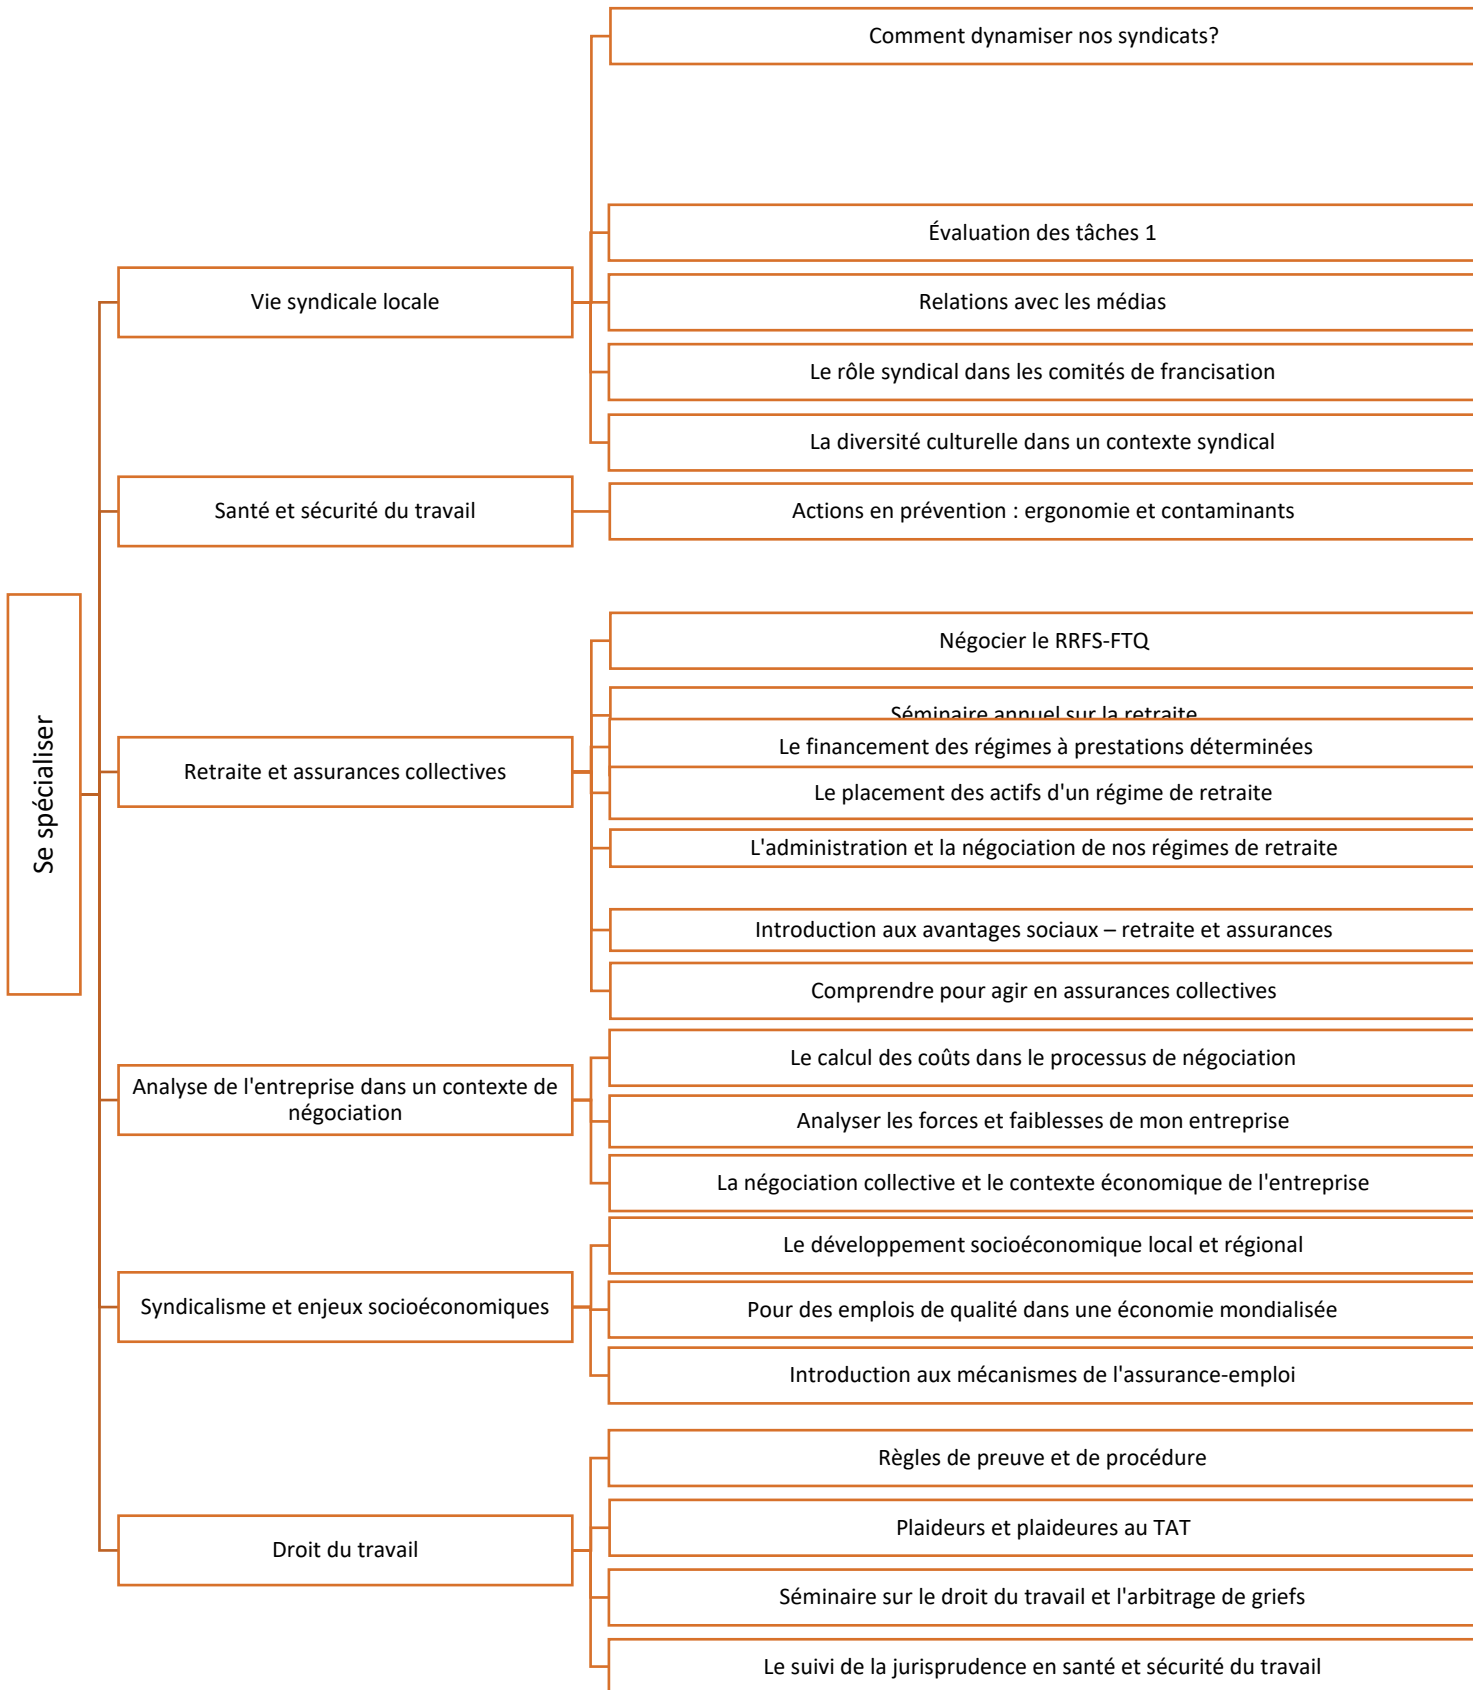 Se spécialiser
Vie syndicale locale
Comment dynamiser nos syndicats?
Évaluation des tâches 1
Relations avec les médias
Le rôle syndical dans les comités de francisation
La diversité culturelle dans un contexte syndical
Santé et sécurité du travail
Actions en prévention : ergonomie et contaminants
Retraite et assurances collectives
Négocier le RRFS-FTQ
Séminaire annuel sur la retraite
Le financement des régimes à prestations déterminées
Le placement des actifs d'un régime de retraite
L'administration et la négociation de nos régimes de retraite
Introduction aux avantages sociaux – retraite et assurances
Comprendre pour agir en assurances collectives
Analyse de l'entreprise dans un contexte de
négociation
Le calcul des coûts dans le processus de négociation
Analyser les forces et faiblesses de mon entreprise
La négociation collective et le contexte économique de l'entreprise
Syndicalisme et enjeux socioéconomiques
Le développement socioéconomique local et régional
Pour des emplois de qualité dans une économie mondialisée
Introduction aux mécanismes de l'assurance-emploi
Droit du travail
Règles de preuve et de procédure
Plaideurs et plaideures au TAT
Séminaire sur le droit du travail et l'arbitrage de griefs
Le suivi de la jurisprudence en santé et sécurité du travail